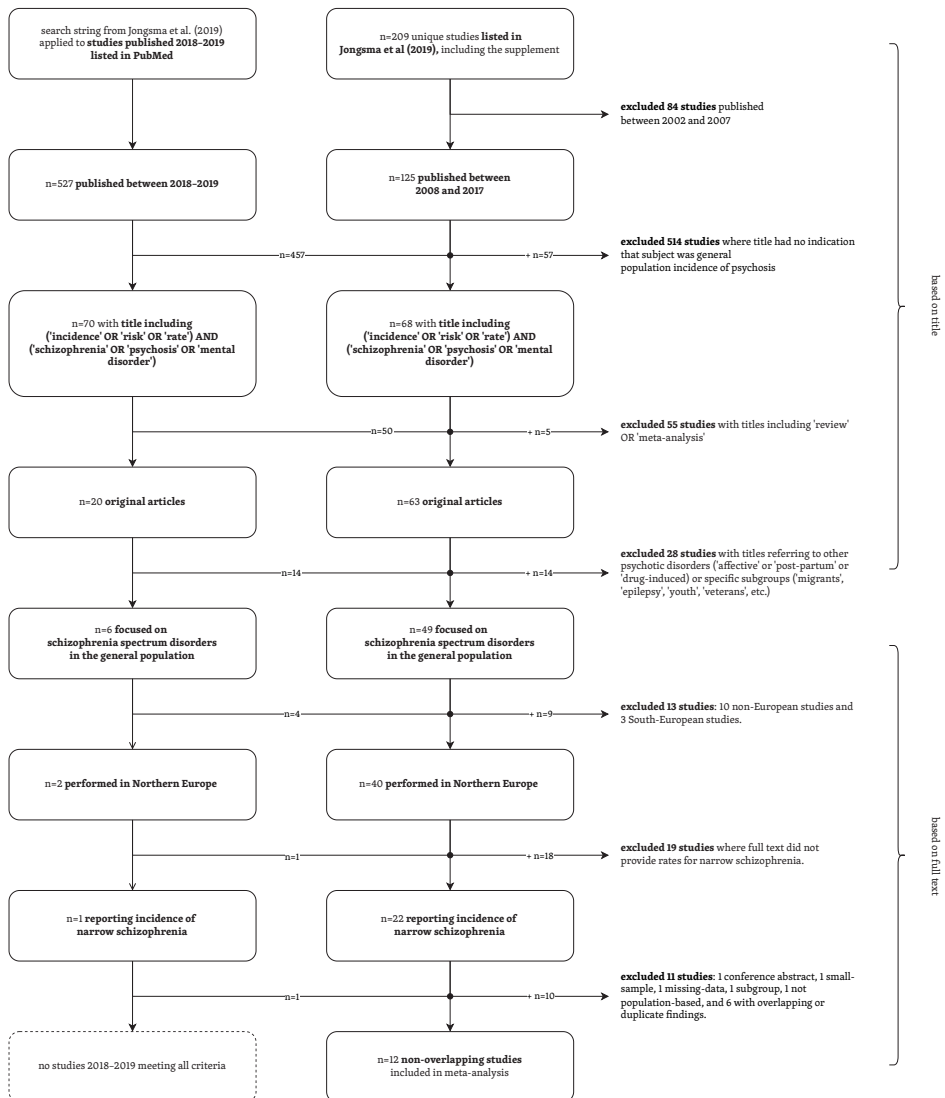 search string from Jongsma et al. (2019)
applied to studies published 2018–2019
listed in PubMed
n=209 unique studies listed in
Jongsma et al (2019), including the supplement
excluded 84 studies published
between 2002 and 2007
n=527 published between 2018–2019
n=125 published between
2008 and 2017
n=457
+ n=57
excluded 514 studies where title had no indication
that subject was general
population incidence of psychosis
based on title
n=70 with title including
('incidence' OR 'risk' OR 'rate') AND
('schizophrenia' OR 'psychosis' OR 'mental
disorder')
n=68 with title including
('incidence' OR 'risk' OR 'rate') AND
('schizophrenia' OR 'psychosis' OR 'mental
disorder')
n=50
+ n=5
excluded 55 studies with titles including 'review'
OR 'meta-analysis'
n=20 original articles
n=63 original articles
n=14
+ n=14
excluded 28 studies with titles referring to other
psychotic disorders ('affective' or 'post-partum' or
'drug-induced) or specific subgroups ('migrants',
'epilepsy', 'youth', 'veterans', etc.)
n=6 focused on
schizophrenia spectrum disorders
in the general population
n=49 focused on
schizophrenia spectrum disorders
in the general population
n=4
+ n=9
excluded 13 studies: 10 non-European studies and
3 South-European studies.
n=2 performed in Northern Europe
n=40 performed in Northern Europe
n=1
+ n=18
excluded 19 studies where full text did not
provide rates for narrow schizophrenia.
based on full text
n=1 reporting incidence of
narrow schizophrenia
n=22 reporting incidence of
narrow schizophrenia
n=1
+ n=10
excluded 11 studies: 1 conference abstract, 1 small-
sample, 1 missing-data, 1 subgroup, 1 not
population-based, and 6 with overlapping or
duplicate findings.
no studies 2018–2019 meeting all criteria
n=12 non-overlapping studies
included in meta-analysis